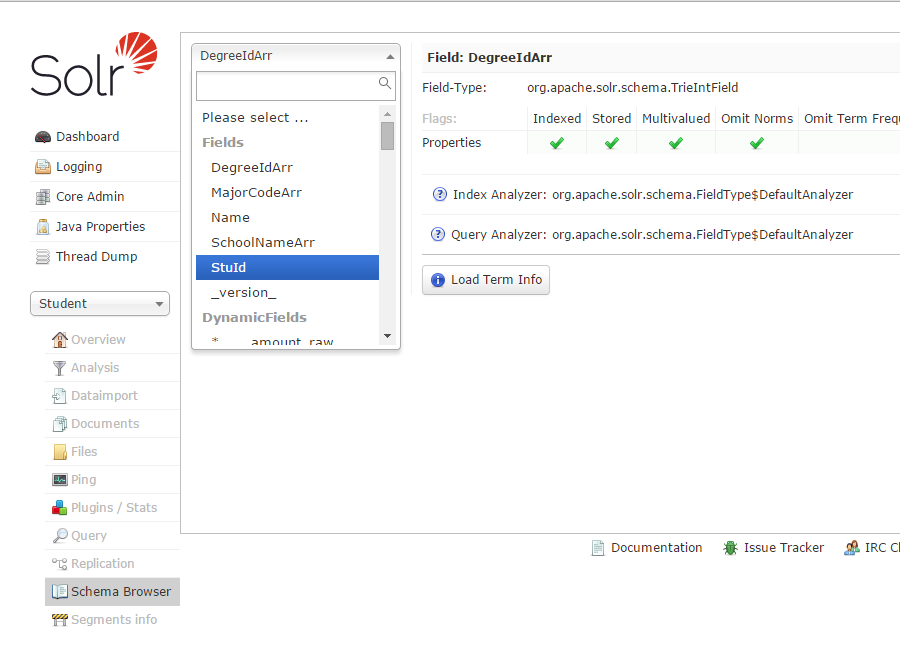 Solr
Dashboard
Logging
Core Admin
Java Properties
Thread Dump
Student
Overview
Analysis
Dataimport
Documents
Files
Ping
Plugins / Stats
Query
Replication
Schema Browser
Segments info
DegreeIdArr
Please select ...
Fields
DegreeIdArr
MajorCodeArr
Name
SchoolNameArr
StuId
_version_
DynamicFields
*___amount_raw
Field: DegreeIdArr
Field-Type: org.apache.solr.schema.TrieIntField
Flags: Indexed Stored Multivalued Omit Norms Omit Term Frequ
Properties
Index Analyzer: org.apache.solr.schema.FieldType$DefaultAnalyzer
Query Analyzer: org.apache.solr.schema.FieldType$DefaultAnalyzer
Load Term Info
Documentation Issue Tracker IRC Cl